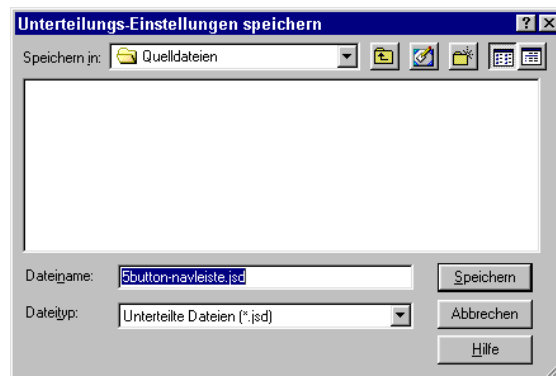 Unterteilungs-Einstellungen speichern
Speichern in: Quelldateien
Dateiname: 5button-navleiste.jsd Speichern
Dateityp: Unterteilte Dateien (*.jsd) Abbrechen
Hilfe